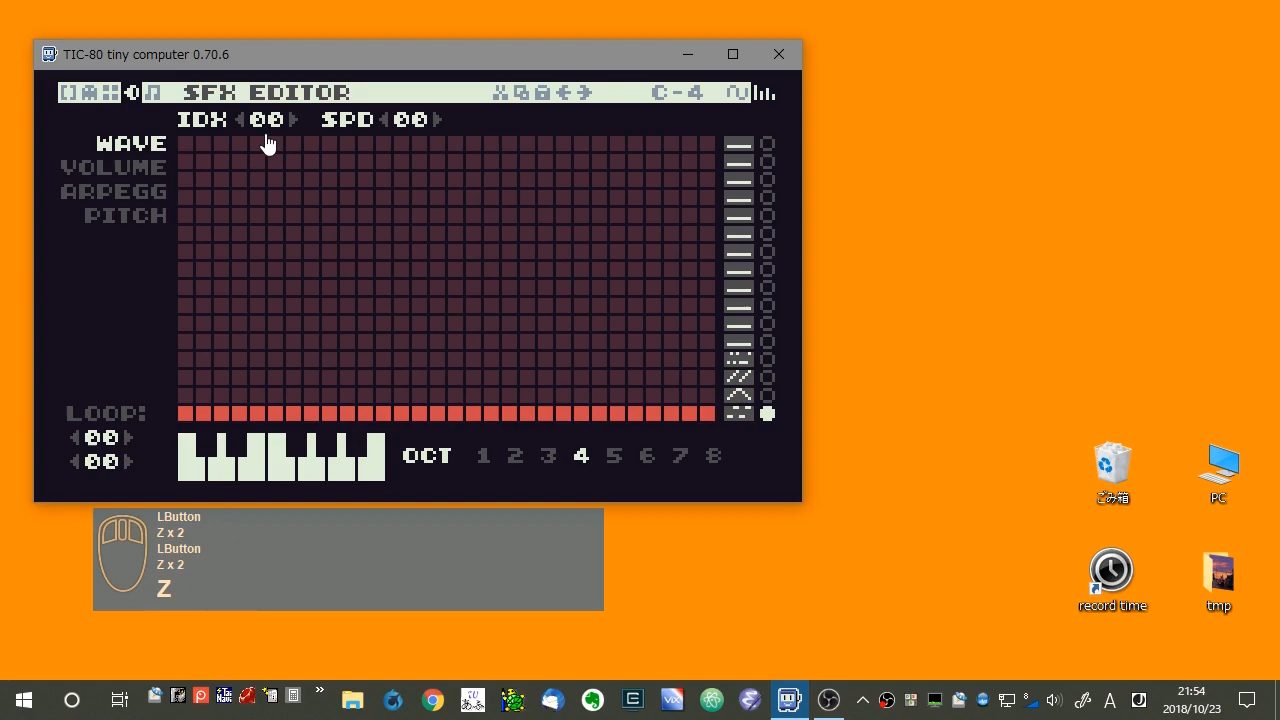 TIC-80 tiny computer 0.70.6
SFX EDITOR C-4
IDX 00 SPD 00
WAVE
VOLUME
ARPEGG
PITCH
LOOP:
00
00
OCT 1 2 3 4 5 6 7 8
LButton
Z x 2
LButton
Z x 2
Z
ごみ箱
PC
record time
tmp
A
21:54
2018/10/23